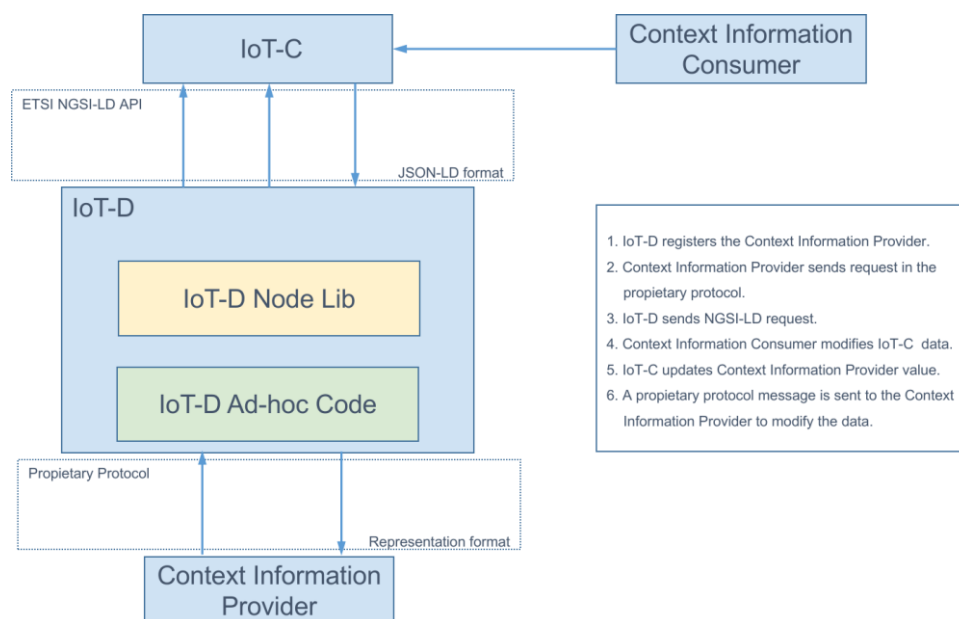 IoT-C
Context Information
Consumer
ETSI NGSI-LD API
JSON-LD format
IoT-D
IoT-D Node Lib
IoT-D Ad-hoc Code
1. IoT-D registers the Context Information Provider.
2. Context Information Provider sends request in the
propietary protocol.
3. IoT-D sends NGSI-LD request.
4. Context Information Consumer modifies IoT-C data.
5. IoT-C updates Context Information Provider value.
6. A propietary protocol message is sent to the Context
Information Provider to modify the data.
Propietary Protocol
Representation format
Context Information
Provider